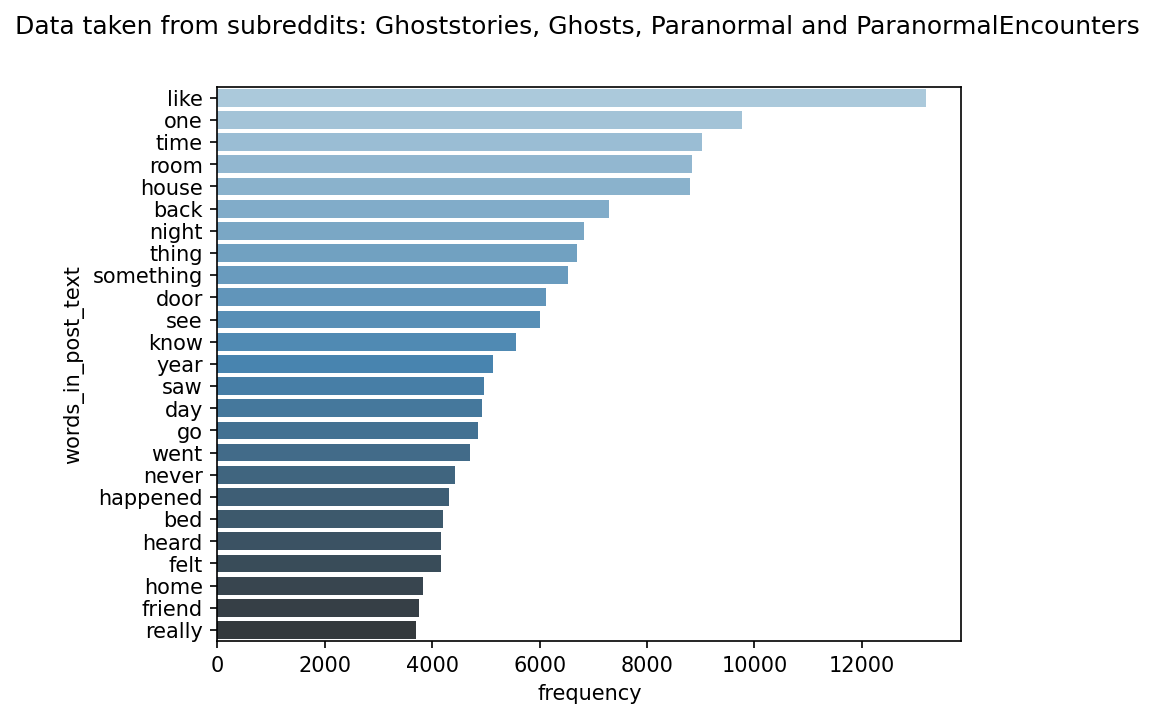 Data taken from subreddits: Ghoststories, Ghosts, Paranormal and ParanormalEncounters
words_in_post_text
like
one
time
room
house
back
night
thing
something
door
see
know
year
saw
day
go
went
never
happened
bed
heard
felt
home
friend
really
0 2000 4000 6000 8000 10000 12000
frequency